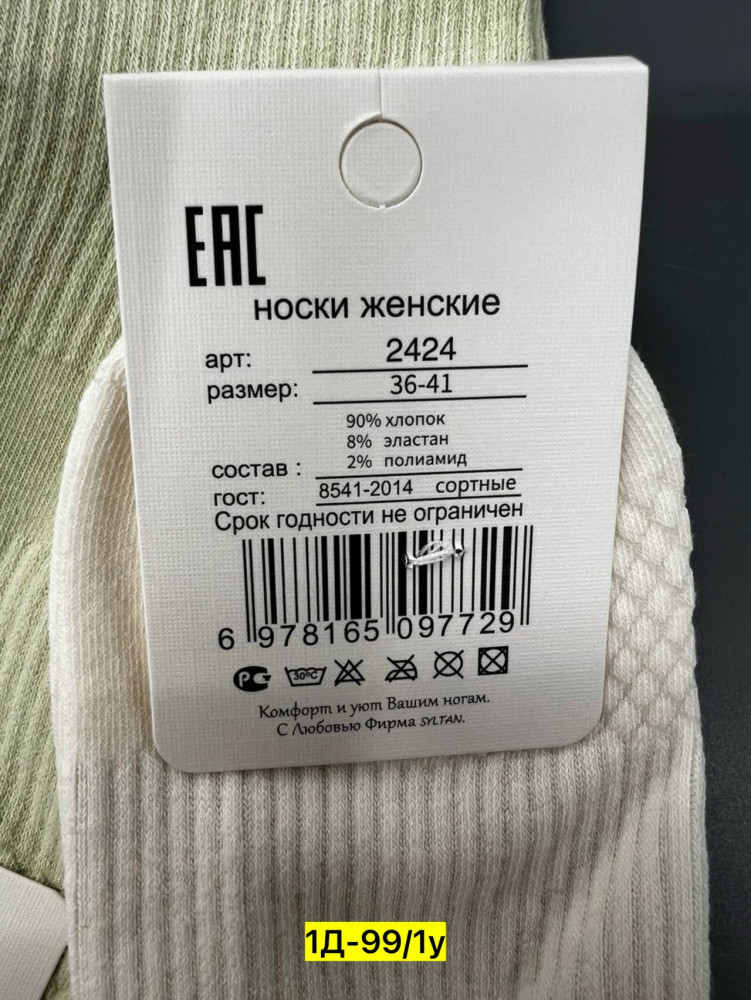 EAC
носки женские
арт: 2424
размер: 36-41
90% хлопок
8% эластан
состав : 2% полиамид
гост: 8541-2014 сортные
Срок годности не ограничен
6 978165 097729
РС 30°C
Комфорт и уют Вашим ногам.
С Любовью Фирма SYLTAN.
1Д-99/1у